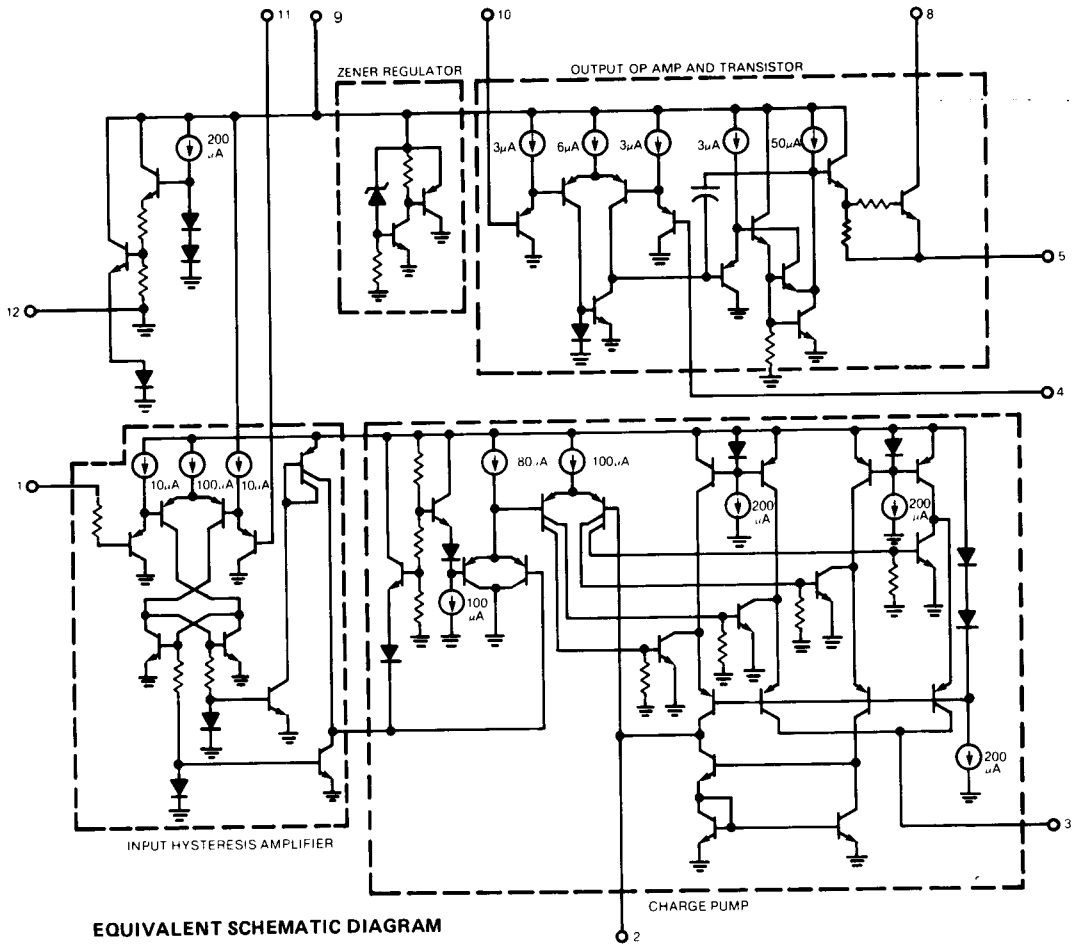 11 9 10 8
ZENER REGULATOR
OUTPUT OP AMP AND TRANSISTOR
200
μA
3μA 6μA 3μA 3μA 50μA
5
12
4
1
10μA 100μA 10μA
80μA 100μA
200
μA
200
μA
100
μA
200
μA
3
INPUT HYSTERESIS AMPLIFIER
CHARGE PUMP
EQUIVALENT SCHEMATIC DIAGRAM
2